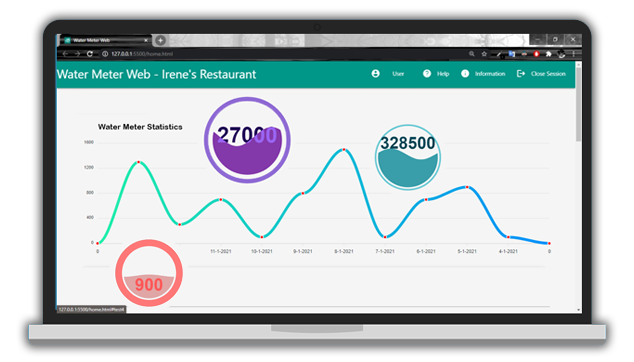 Water Meter Web
127.0.0.1:5500/home.html
Water Meter Web - Irene's Restaurant
User
Help
Information
Close Session
Water Meter Statistics
27000
328500
1600
1200
800
400
0
0
11-1-2021
10-1-2021
9-1-2021
8-1-2021
7-1-2021
6-1-2021
5-1-2021
4-1-2021
0
900
127.0.0.1:5500/home.html#test4